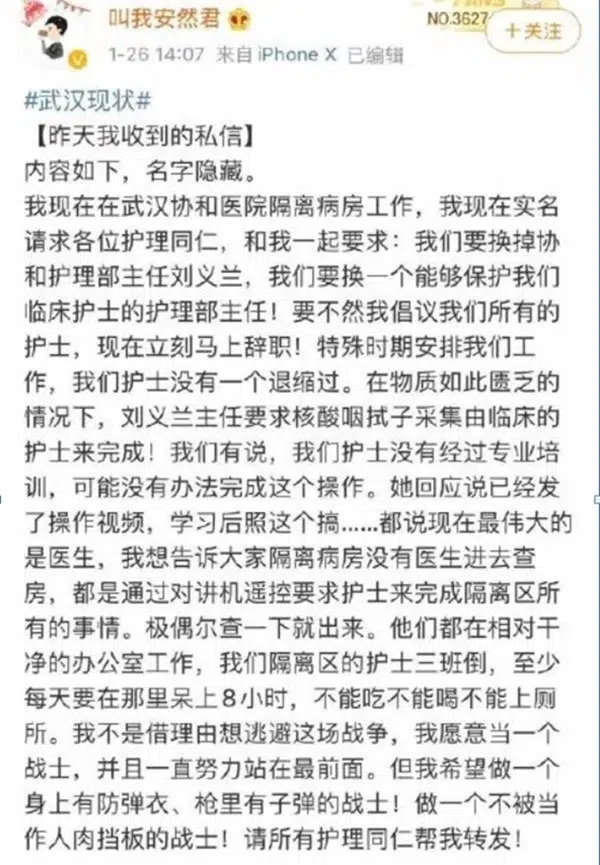 叫我安然君
NO.3627
1-26 14:07 来自 iPhone X 已编辑
+关注
#武汉现状#
【昨天我收到的私信】
内容如下，名字隐藏。
我现在在武汉协和医院隔离病房工作，我现在实名
请求各位护理同仁，和我一起要求：我们要换掉协
和护理部主任刘义兰，我们要换一个能够保护我们
临床护士的护理部主任！要不然我倡议我们所有的
护士，现在立刻马上辞职！特殊时期安排我们工
作，我们护士没有一个退缩过。在物质如此匮乏的
情况下，刘义兰主任要求核酸咽拭子采集由临床的
护士来完成！我们有说，我们护士没有经过专业培
训，可能没有办法完成这个操作。她回应说已经发
了操作视频，学习后照这个搞......都说现在最伟大的
是医生，我想告诉大家隔离病房没有医生进去查
房，都是通过对讲机遥控要求护士来完成隔离区所
有的事情。极偶尔查一下就出来。他们都在相对干
净的办公室工作，我们隔离区的护士三班倒，至少
每天要在那里呆上8小时，不能吃不能喝不能上厕
所。我不是借理由想逃避这场战争，我愿意当一个
战士，并且一直努力站在最前面。但我希望做一个
身上有防弹衣、枪里有子弹的战士！做一个不被当
作人肉挡板的战士！请所有护理同仁帮我转发！